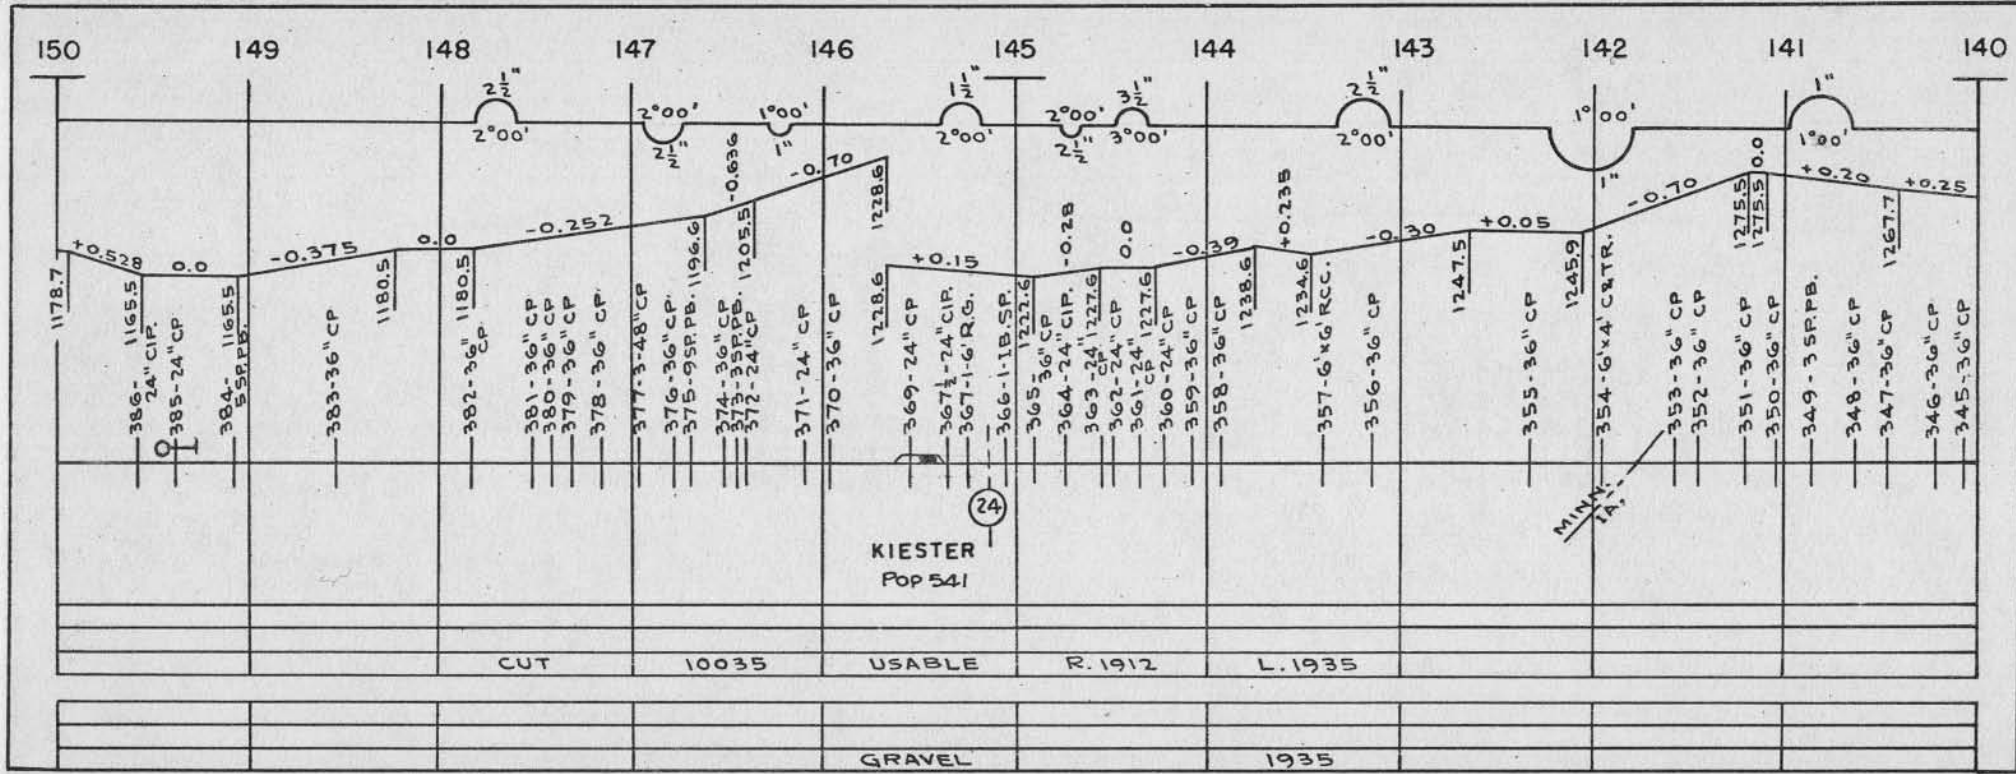 150 149 148 147 146 145 144 143 142 141 140
2½" 2°00' 1°00' 1½" 2°00' 3½" 2½" 1°00' 1"
2°00' 2½" 1" 2°00' 2½" 3°00' 2°00' 1" 1°00'
+0.528 0.0 -0.375 0.0 -0.252 -0.636 -0.70 +0.15 -0.28 0.0 -0.39 +0.235 -0.30 +0.05 -0.70 0.0 +0.20 +0.25
1178.7 1165.5 1165.5 1180.5 1180.5 1196.6 1205.5 1228.6
1228.6 1222.6 1227.6 1227.6 1238.6 1234.6 1247.5 1245.9 1275.5 1275.5 1267.7
386-24" CIP.
385-24" CP
384-5 SP. PB.
383-36" CP
382-36" CP
381-36" CP
380-36" CP
379-36" CP
378-36" CP
377-3-48" CP
376-36" CP
375-9 SP. PB.
374-36" CP
373-3 SP. PB.
372-24" CP
371-24" CP
370-36" CP
369-24" CP
367½-24" CIP.
367-1-6' R.G.
366-1-I B. SP.
365-36" CP
364-24" CIP.
363-24" CP
362-24" CP
361-24" CP
360-24" CP
359-36" CP
358-36" CP
357-6'x6' RCC.
356-36" CP
355-36" CP
354-6'x4' C&TR.
353-36" CP
352-36" CP
351-36" CP
350-36" CP
349-3 SP. PB.
348-36" CP
347-36" CP
346-36" CP
345-36" CP
24
MINN.
IA.
KIESTER
POP 541
CUT 10035 USABLE R. 1912 L. 1935
GRAVEL 1935